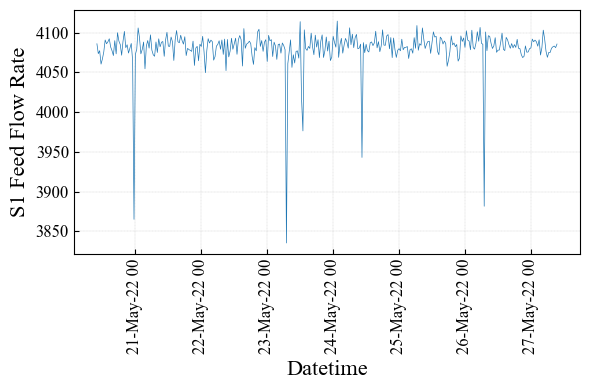 S1 Feed Flow Rate
4100
4050
4000
3950
3900
3850
21-May-22 00
22-May-22 00
23-May-22 00
24-May-22 00
25-May-22 00
26-May-22 00
27-May-22 00
Datetime